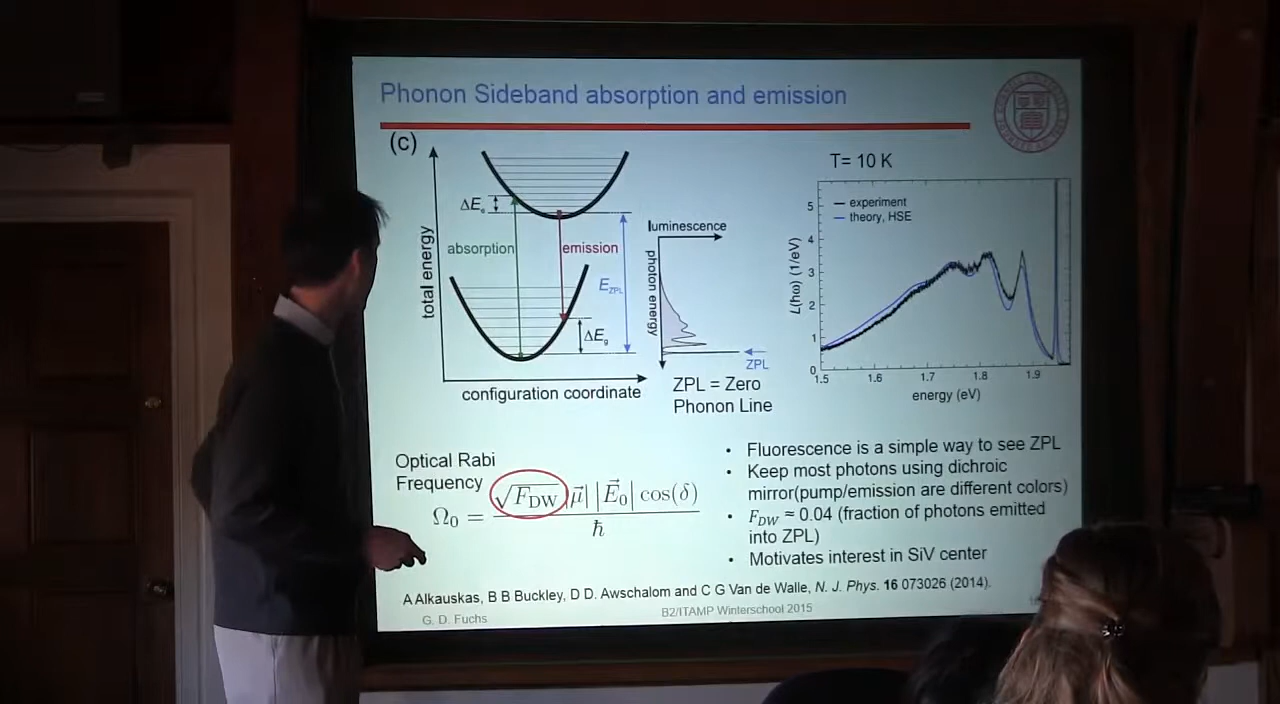 Phonon Sideband absorption and emission
(c)
total energy
ΔEe
absorption
emission
EZPL
ΔEg
configuration coordinate
luminescence
photon energy
ZPL
ZPL = Zero
Phonon Line
T= 10 K
experiment
theory, HSE
L(ħω) (1/eV)
5
4
3
2
1
0
1.5 1.6 1.7 1.8 1.9
energy (eV)
Optical Rabi
Frequency
Ω₀ = √F_DW |μ⃗| |E⃗₀| cos(δ) / ħ
• Fluorescence is a simple way to see ZPL
• Keep most photons using dichroic
mirror(pump/emission are different colors)
• F_DW ≈ 0.04 (fraction of photons emitted
into ZPL)
• Motivates interest in SiV center
A Alkauskas, B B Buckley, D D. Awschalom and C G Van de Walle, N. J. Phys. 16 073026 (2014).
G. D. Fuchs
B2/ITAMP Winterschool 2015